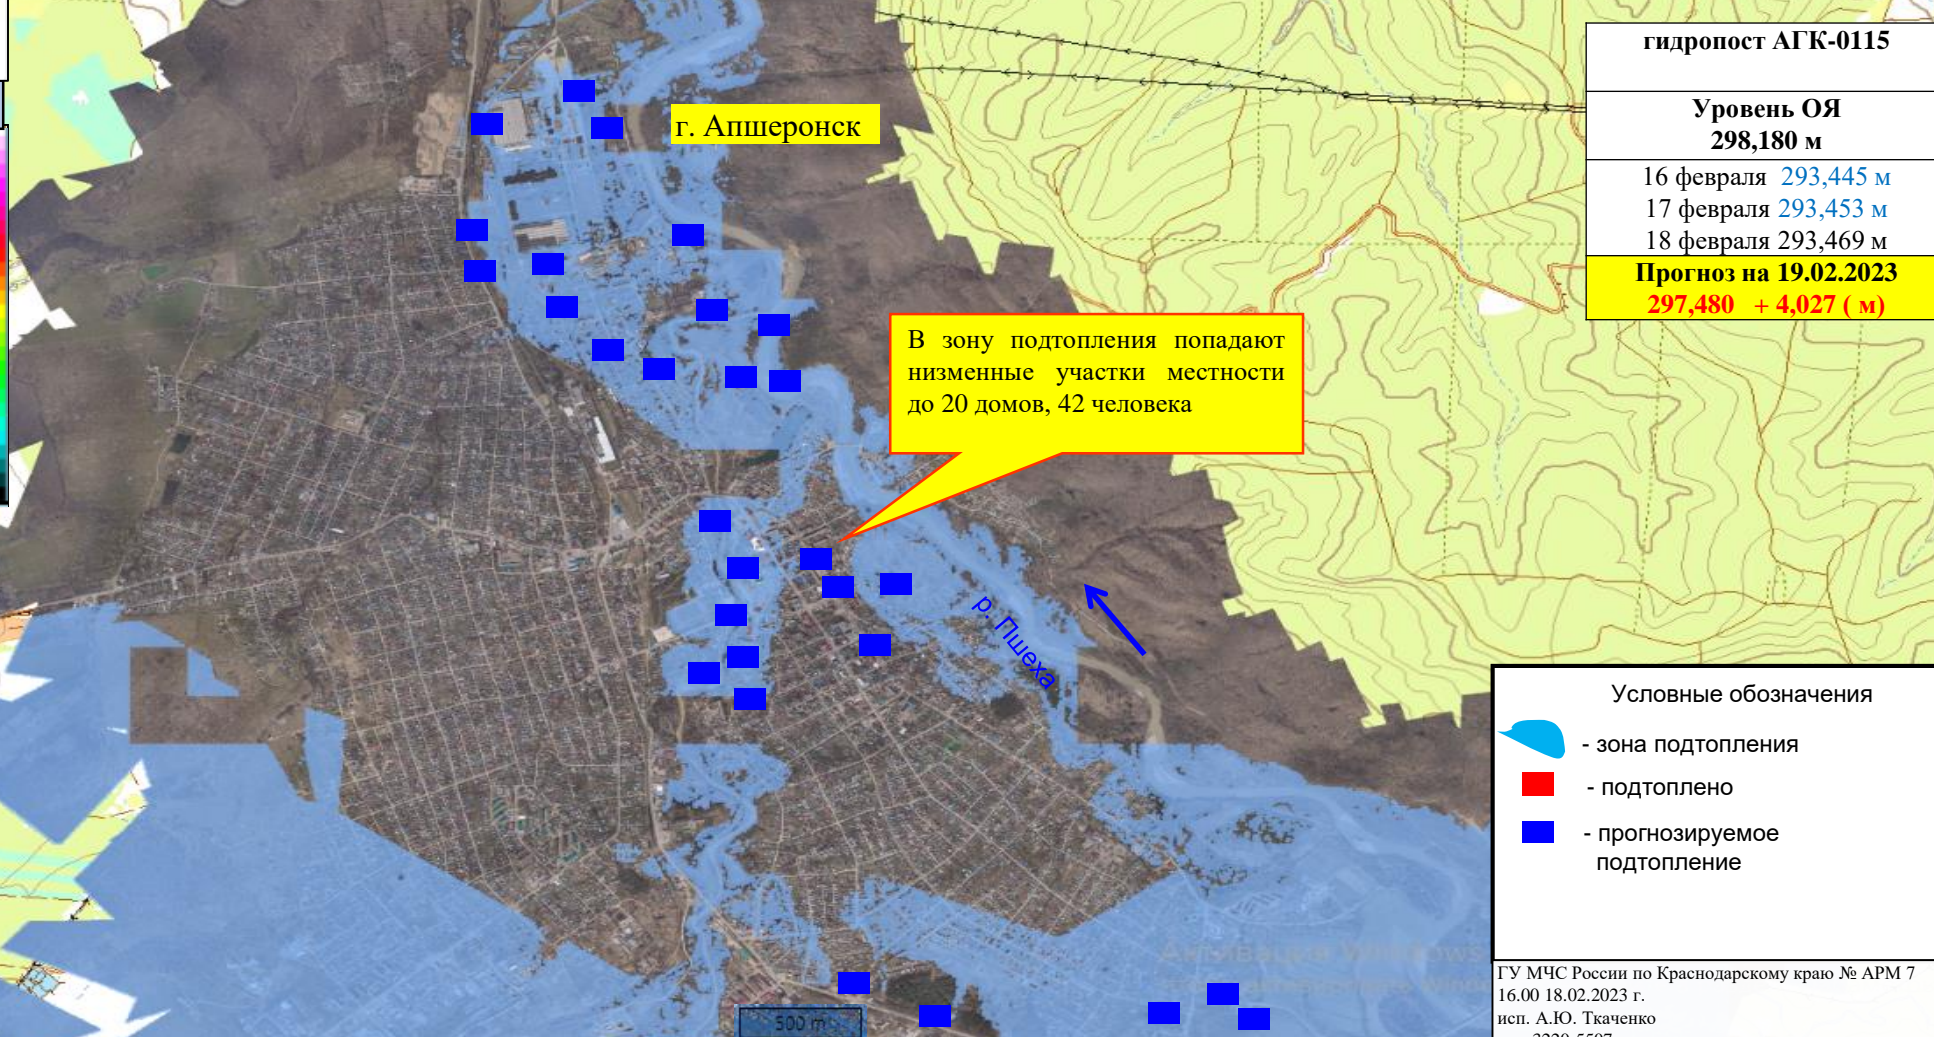 гидропост АГК-0115
Уровень ОЯ
298,180 м
16 февраля 293,445 м
17 февраля 293,453 м
18 февраля 293,469 м
Прогноз на 19.02.2023
297,480 + 4,027 ( м)
г. Апшеронск
В зону подтопления попадают
низменные участки местности
до 20 домов, 42 человека
р. Пшеха
Условные обозначения
- зона подтопления
- подтоплено
- прогнозируемое
подтопление
Активация Windows
500 m
ГУ МЧС России по Краснодарскому краю № АРМ 7
16.00 18.02.2023 г.
исп. А.Ю. Ткаченко